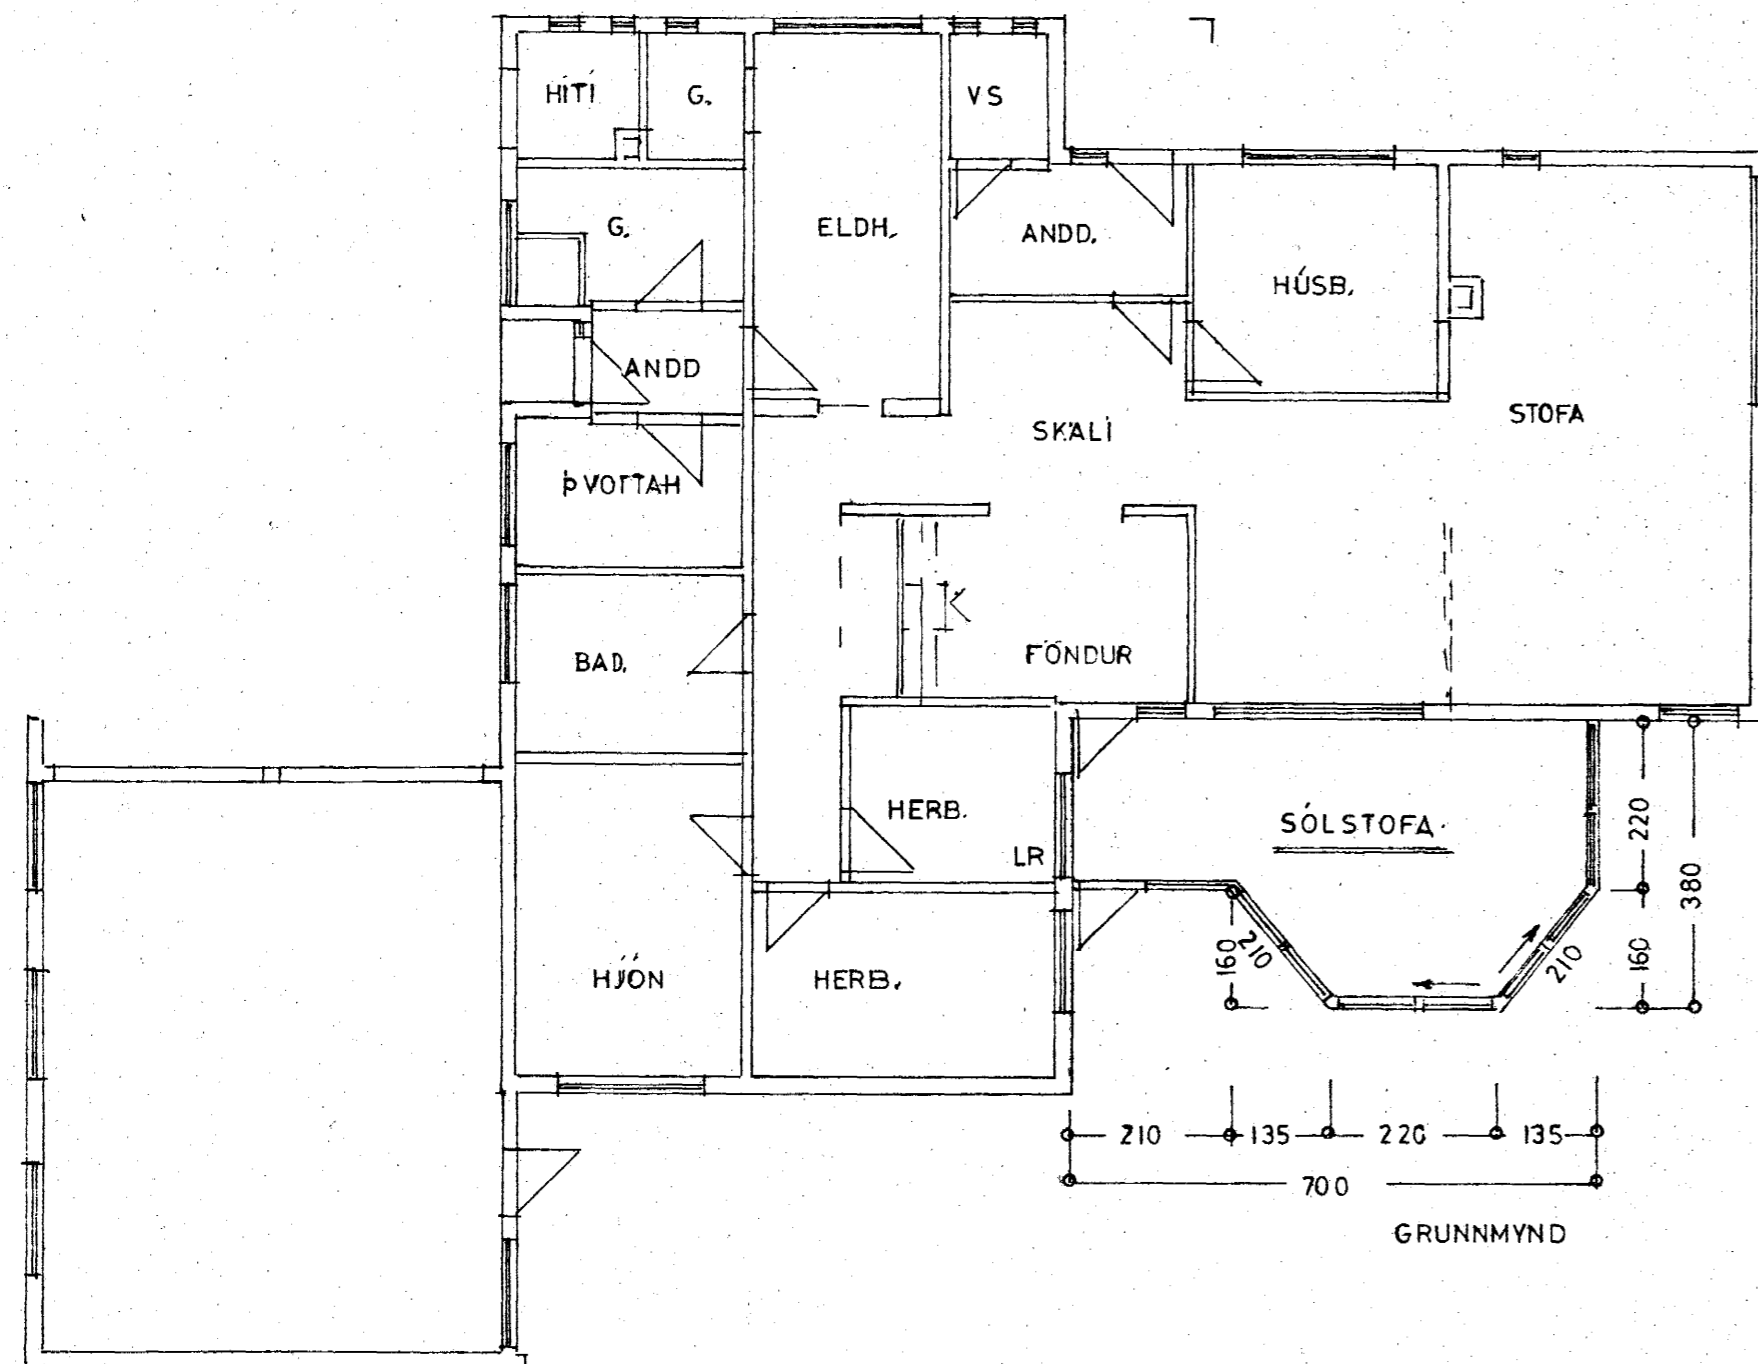 HITI
G.
VS
G.
ELDH.
ANDD.
HÚSB.
ANDD
STOFA
SKÁLI
ÞVOTTAH
BAD.
FÖNDUR
HERB.
LR
SÓLSTOFA
220
380
HJÓN
HERB.
160
210
210
160
210
135
220
135
700
GRUNNMYND